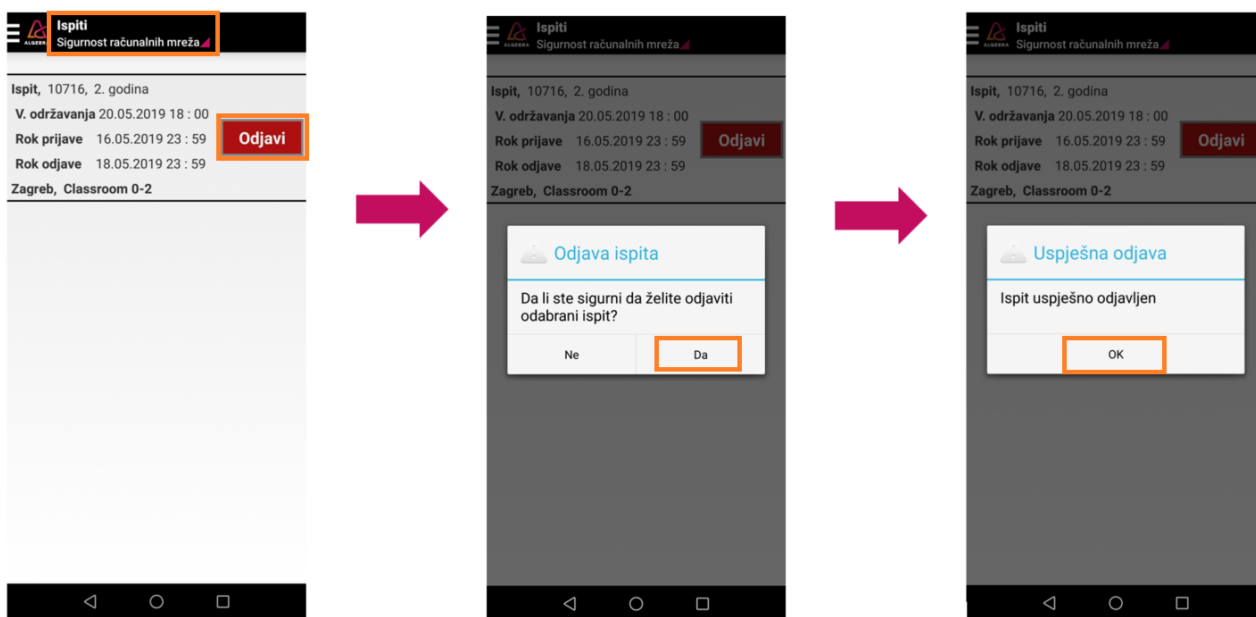 Ispiti
ALGEBRA Sigurnost računalnih mreža
Ispit, 10716, 2. godina
V. održavanja 20.05.2019 18 : 00
Rok prijave 16.05.2019 23 : 59
Odjavi
Rok odjave 18.05.2019 23 : 59
Zagreb, Classroom 0-2
Ispiti
ALGEBRA Sigurnost računalnih mreža
Ispit, 10716, 2. godina
V. održavanja 20.05.2019 18 : 00
Rok prijave 16.05.2019 23 : 59
Odjavi
Rok odjave 18.05.2019 23 : 59
Zagreb, Classroom 0-2
Odjava ispita
Da li ste sigurni da želite odjaviti
odabrani ispit?
Ne
Da
Ispiti
ALGEBRA Sigurnost računalnih mreža
Ispit, 10716, 2. godina
V. održavanja 20.05.2019 18 : 00
Rok prijave 16.05.2019 23 : 59
Odjavi
Rok odjave 18.05.2019 23 : 59
Zagreb, Classroom 0-2
Uspješna odjava
Ispit uspješno odjavljen
OK